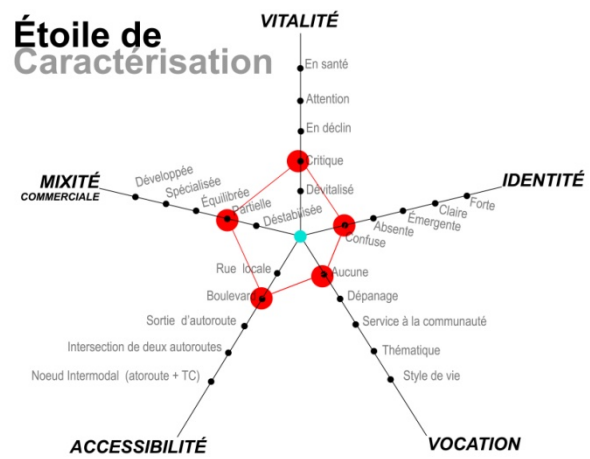 Étoile de
Caractérisation
VITALITÉ
En santé
Attention
En déclin
Critique
Dévitalisé
MIXITÉ
COMMERCIALE
Développée
Spécialisée
Équilibrée
Partielle
Déstabilisée
IDENTITÉ
Forte
Claire
Émergente
Absente
Confuse
Rue locale
Boulevard
Sortie d'autoroute
Intersection de deux autoroutes
Noeud Intermodal (atoroute + TC)
ACCESSIBILITÉ
Aucune
Dépanage
Service à la communauté
Thématique
Style de vie
VOCATION